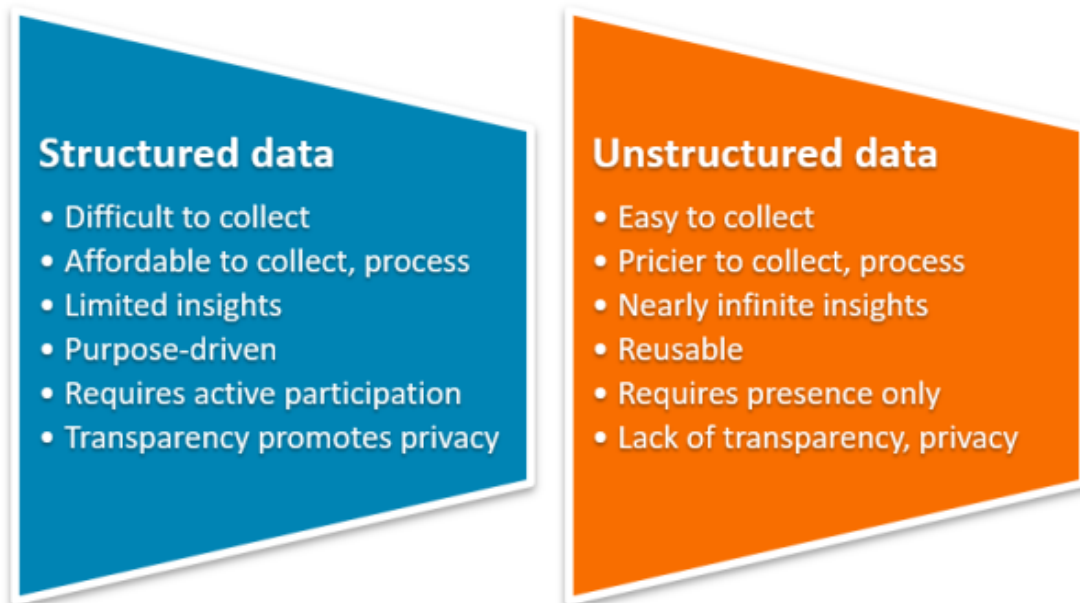 Structured data
• Difficult to collect
• Affordable to collect, process
• Limited insights
• Purpose-driven
• Requires active participation
• Transparency promotes privacy
Unstructured data
• Easy to collect
• Pricier to collect, process
• Nearly infinite insights
• Reusable
• Requires presence only
• Lack of transparency, privacy